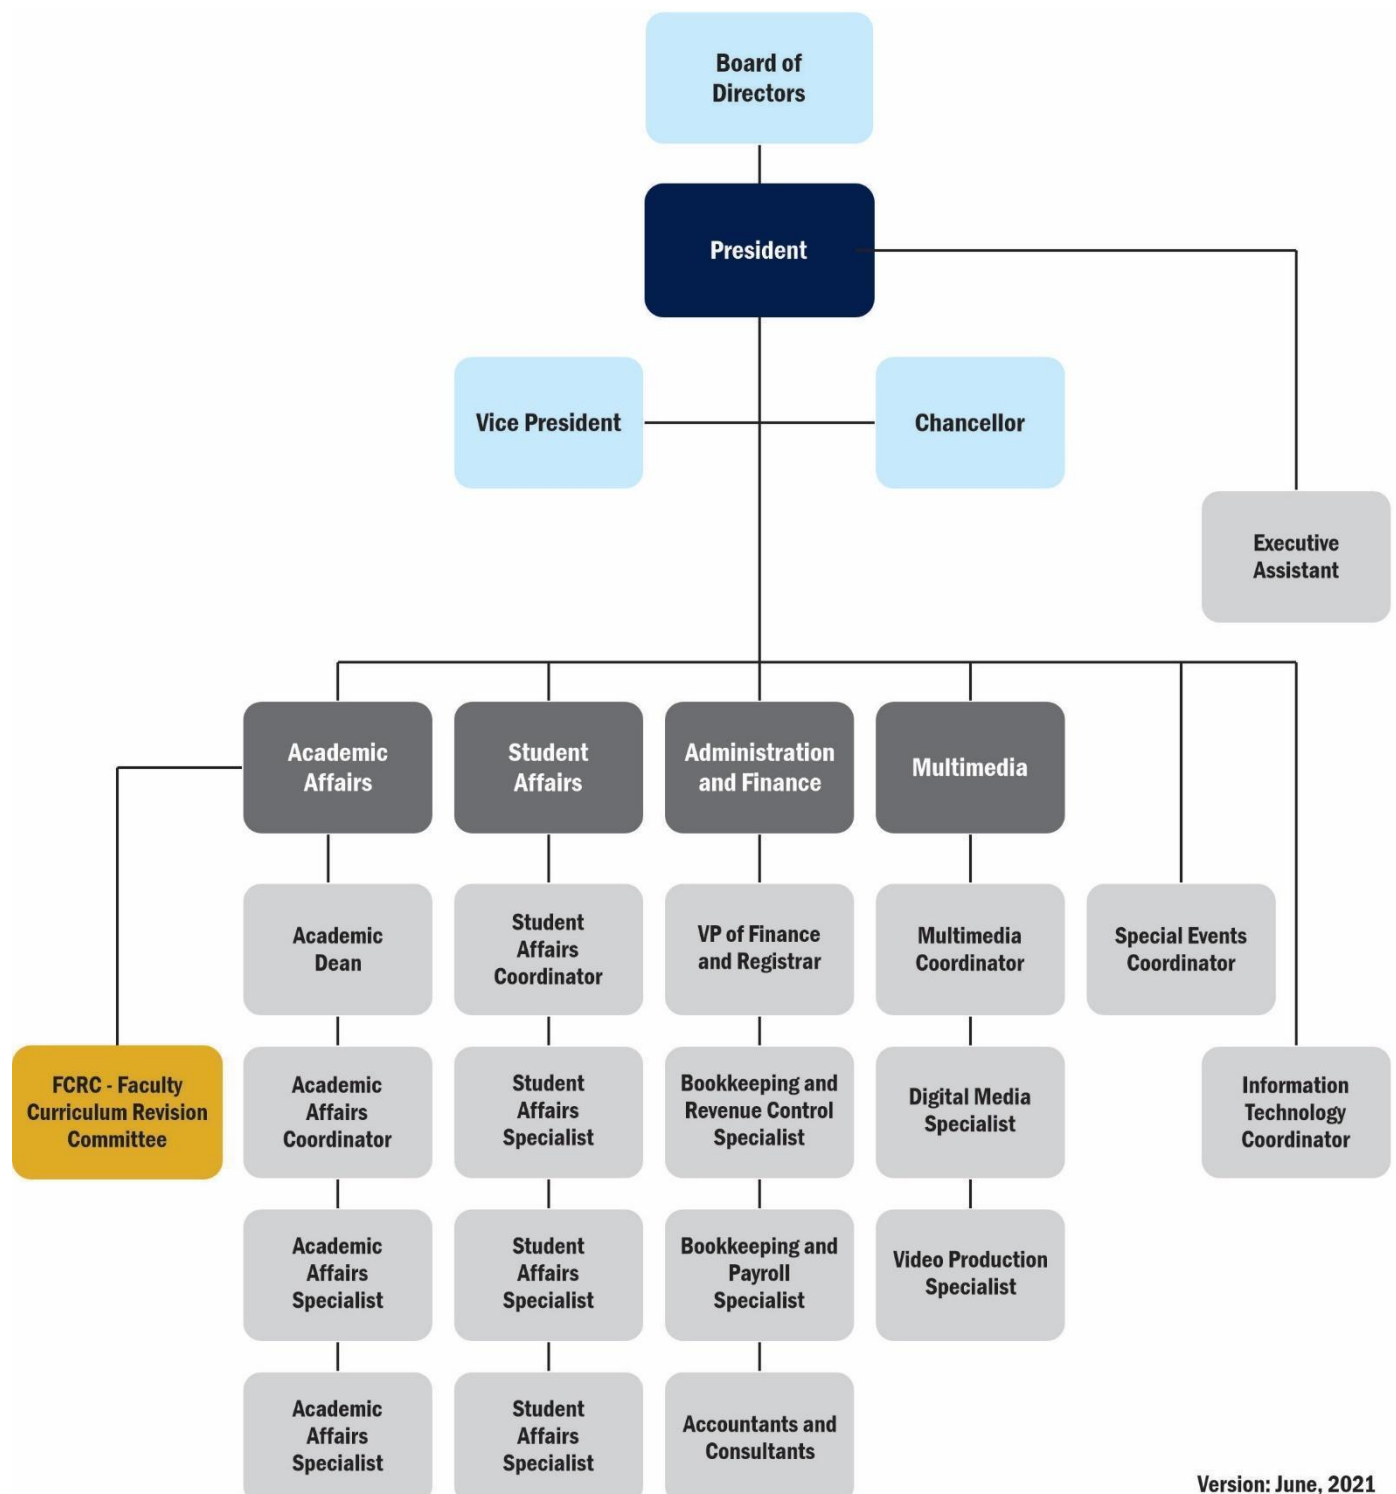 Board of
Directors
President
Vice President
Chancellor
Executive
Assistant
Academic
Affairs
Student
Affairs
Administration
and Finance
Multimedia
Academic
Dean
Student
Affairs
Coordinator
VP of Finance
and Registrar
Multimedia
Coordinator
Special Events
Coordinator
FCRC - Faculty
Curriculum Revision
Committee
Academic
Affairs
Coordinator
Student
Affairs
Specialist
Bookkeeping and
Revenue Control
Specialist
Digital Media
Specialist
Information
Technology
Coordinator
Academic
Affairs
Specialist
Student
Affairs
Specialist
Bookkeeping and
Payroll
Specialist
Video Production
Specialist
Academic
Affairs
Specialist
Student
Affairs
Specialist
Accountants and
Consultants
Version: June, 2021